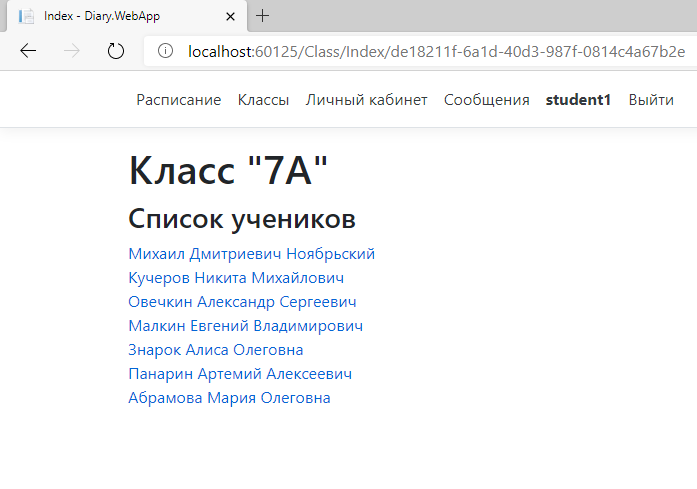 Index - Diary.WebApp
localhost:60125/Class/Index/de18211f-6a1d-40d3-987f-0814c4a67b2e
Расписание Классы Личный кабинет Сообщения student1 Выйти
Класс "7А"
Список учеников
Михаил Дмитриевич Ноябрьский
Кучеров Никита Михайлович
Овечкин Александр Сергеевич
Малкин Евгений Владимирович
Знарок Алиса Олеговна
Панарин Артемий Алексеевич
Абрамова Мария Олеговна